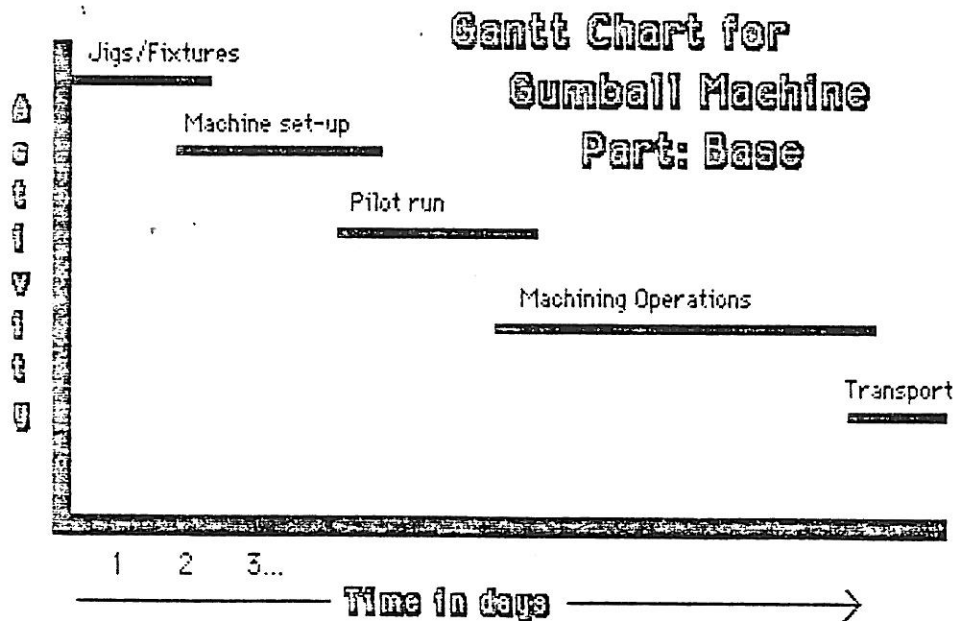 Gantt Chart for
Gumball Machine
Part: Base
Activity
Jigs/Fixtures
Machine set-up
Pilot run
Machining Operations
Transport
1 2 3...
Time in days